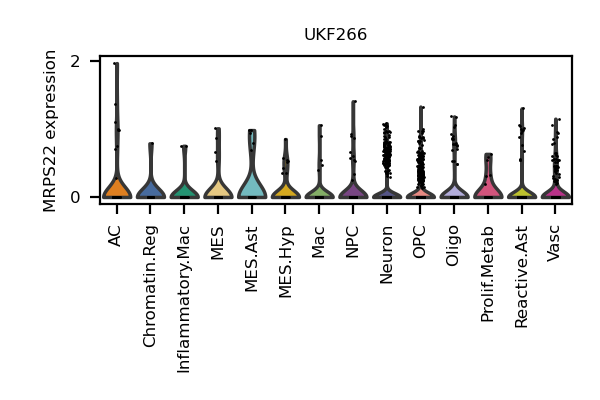 UKF266
MRPS22 expression
2
0
AC
Chromatin.Reg
Inflammatory.Mac
MES
MES.Ast
MES.Hyp
Mac
NPC
Neuron
OPC
Oligo
Prolif.Metab
Reactive.Ast
Vasc